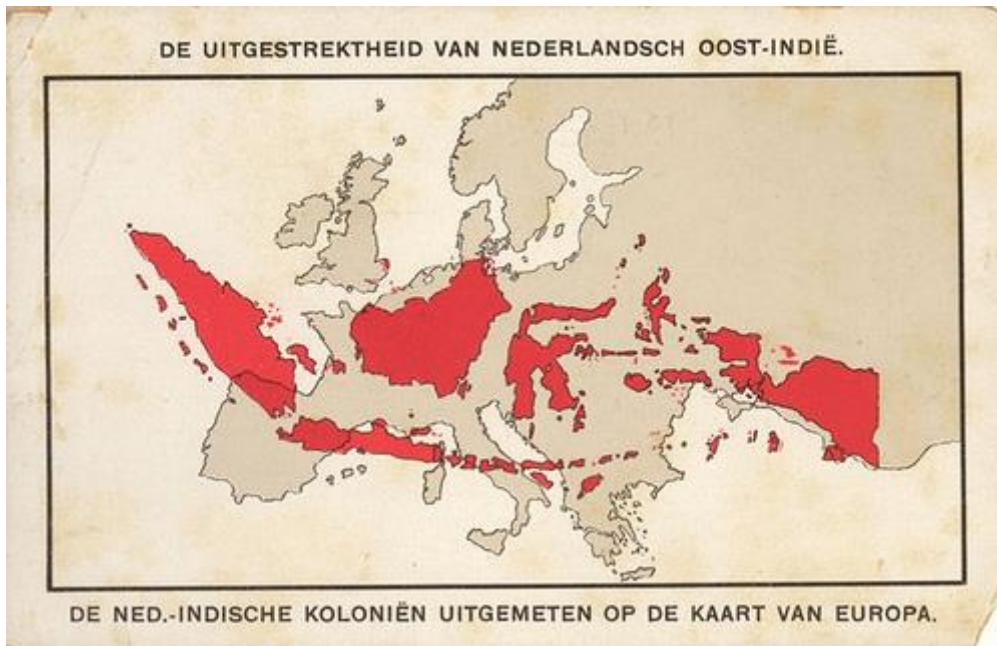 DE UITGESTREKTHEID VAN NEDERLANDSCH OOST-INDIË.
DE NED.-INDISCHE KOLONIËN UITGEMETEN OP DE KAART VAN EUROPA.